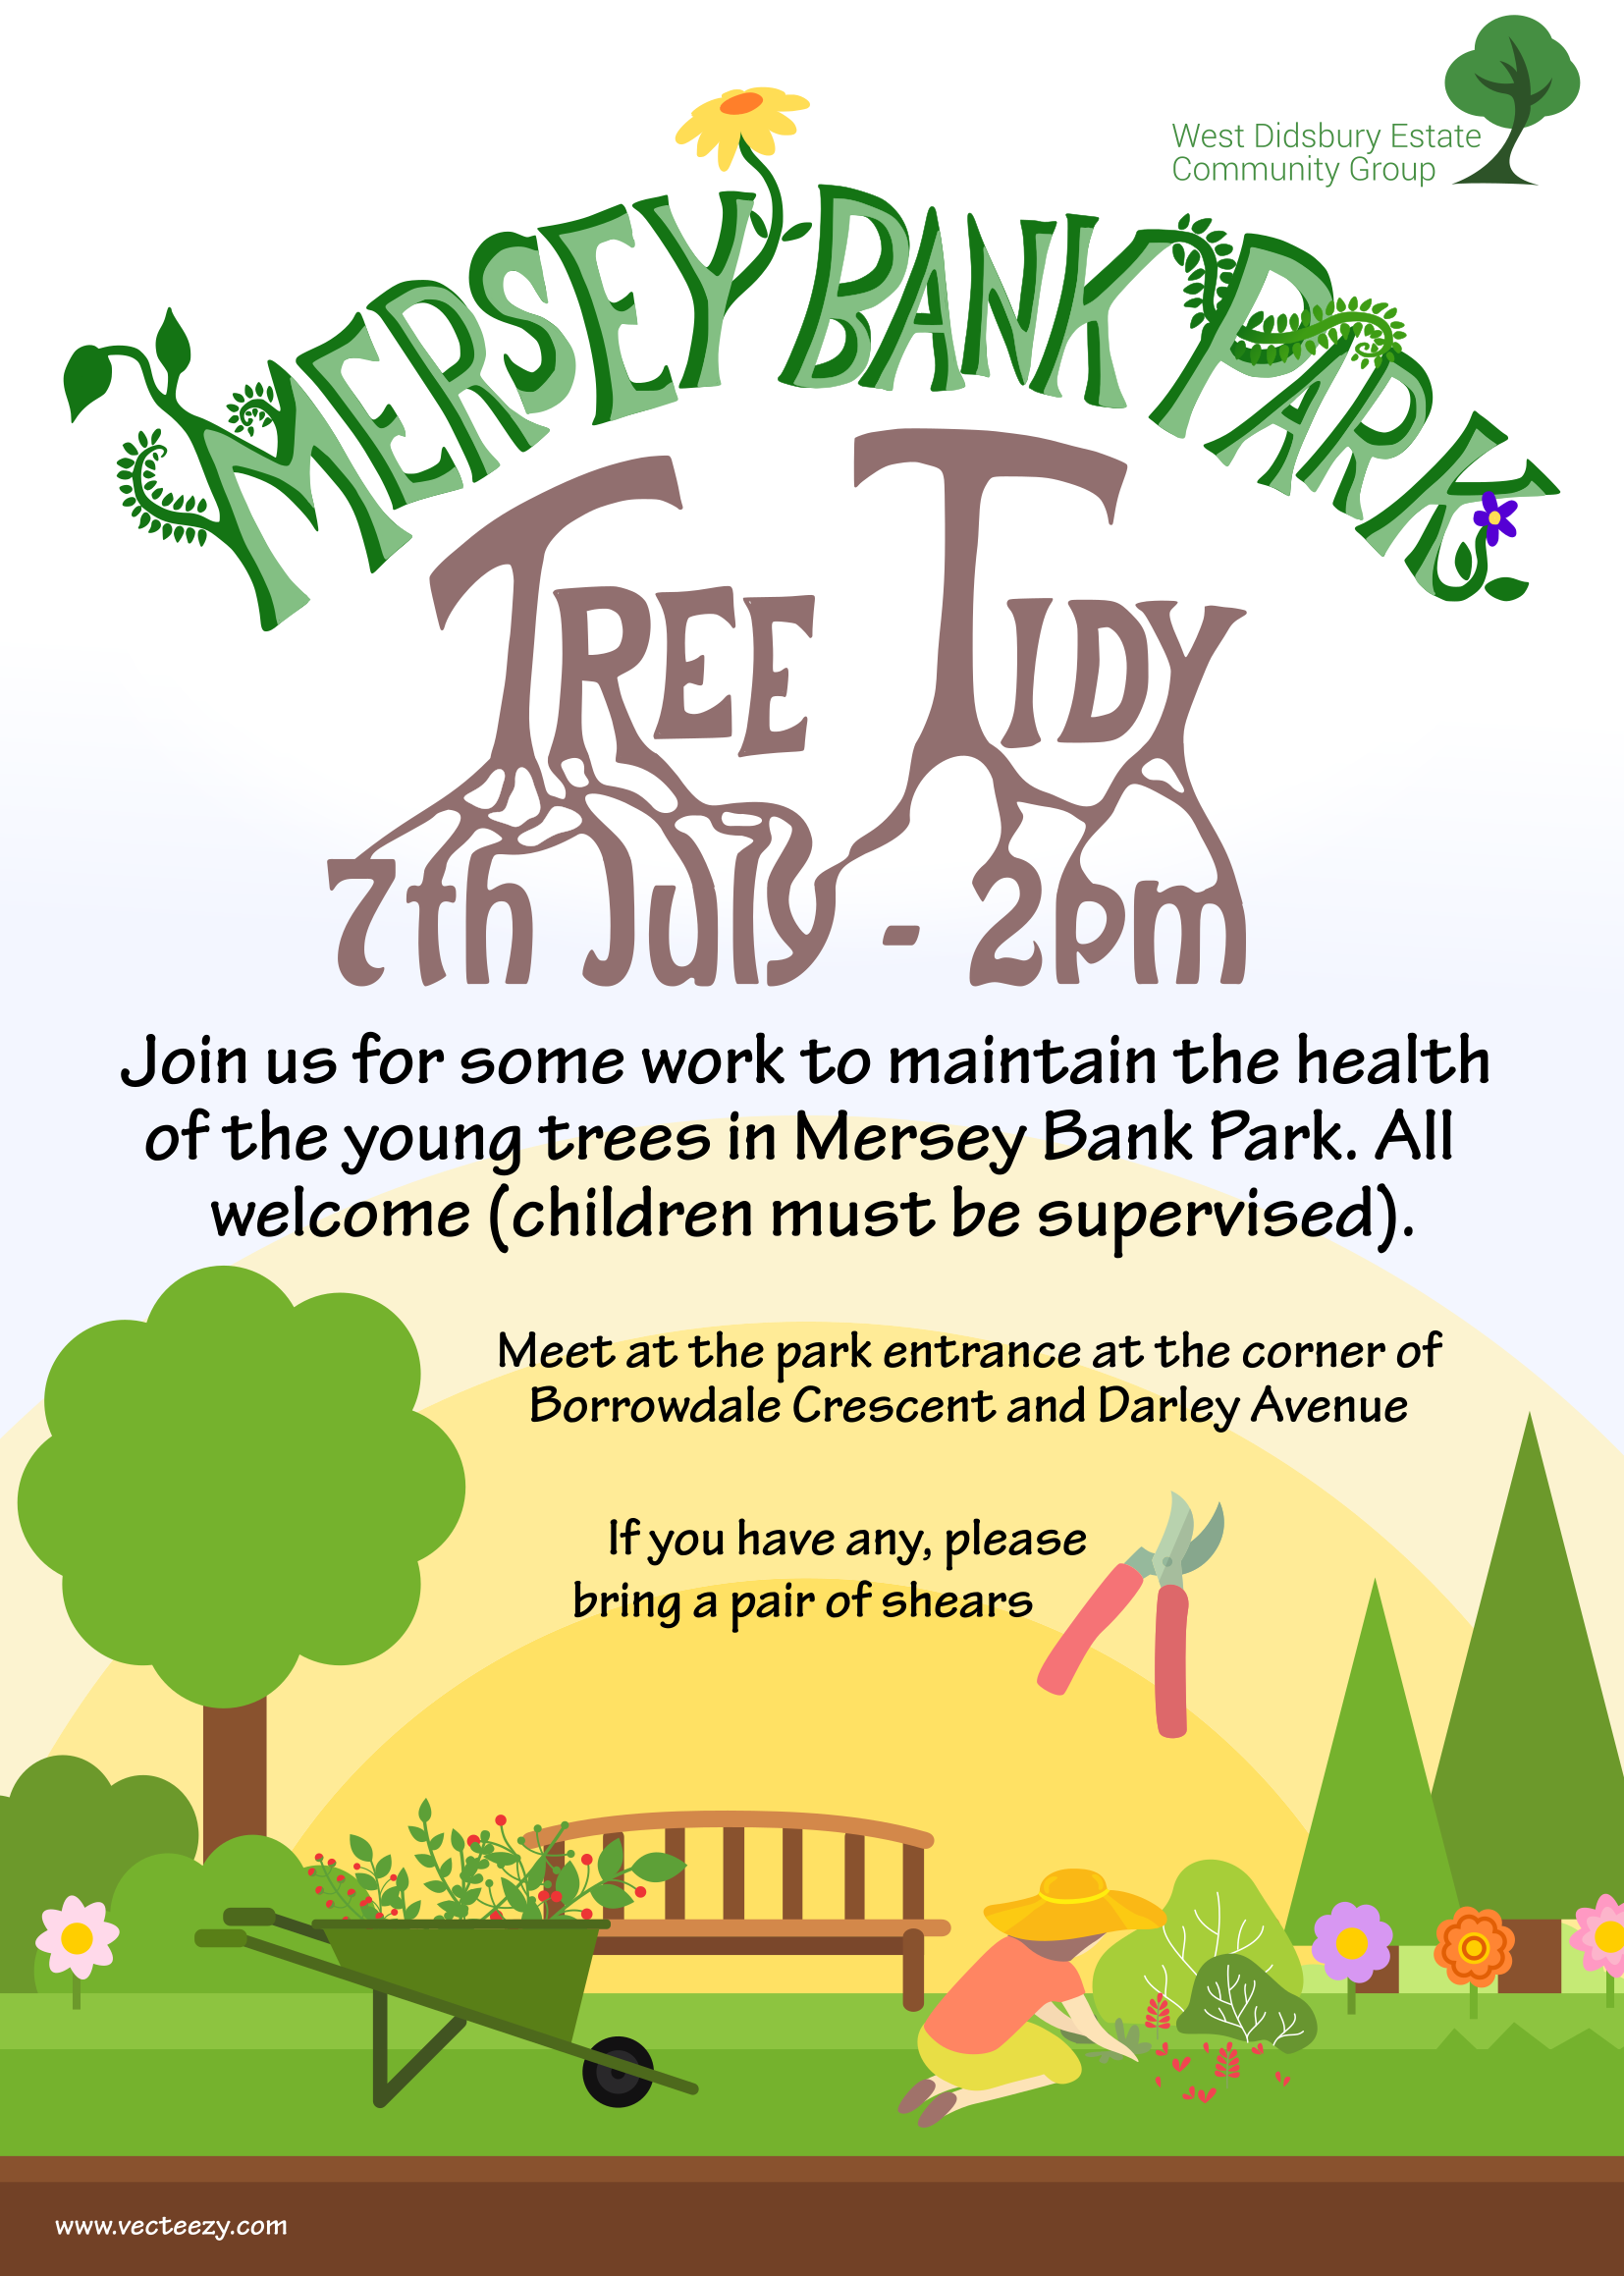 West Didsbury Estate
Community Group
MERSEY BANK PARK
TREE TIDY
7th July - 2pm
Join us for some work to maintain the health
of the young trees in Mersey Bank Park. All
welcome (children must be supervised).
Meet at the park entrance at the corner of
Borrowdale Crescent and Darley Avenue
If you have any, please
bring a pair of shears
www.vecteezy.com